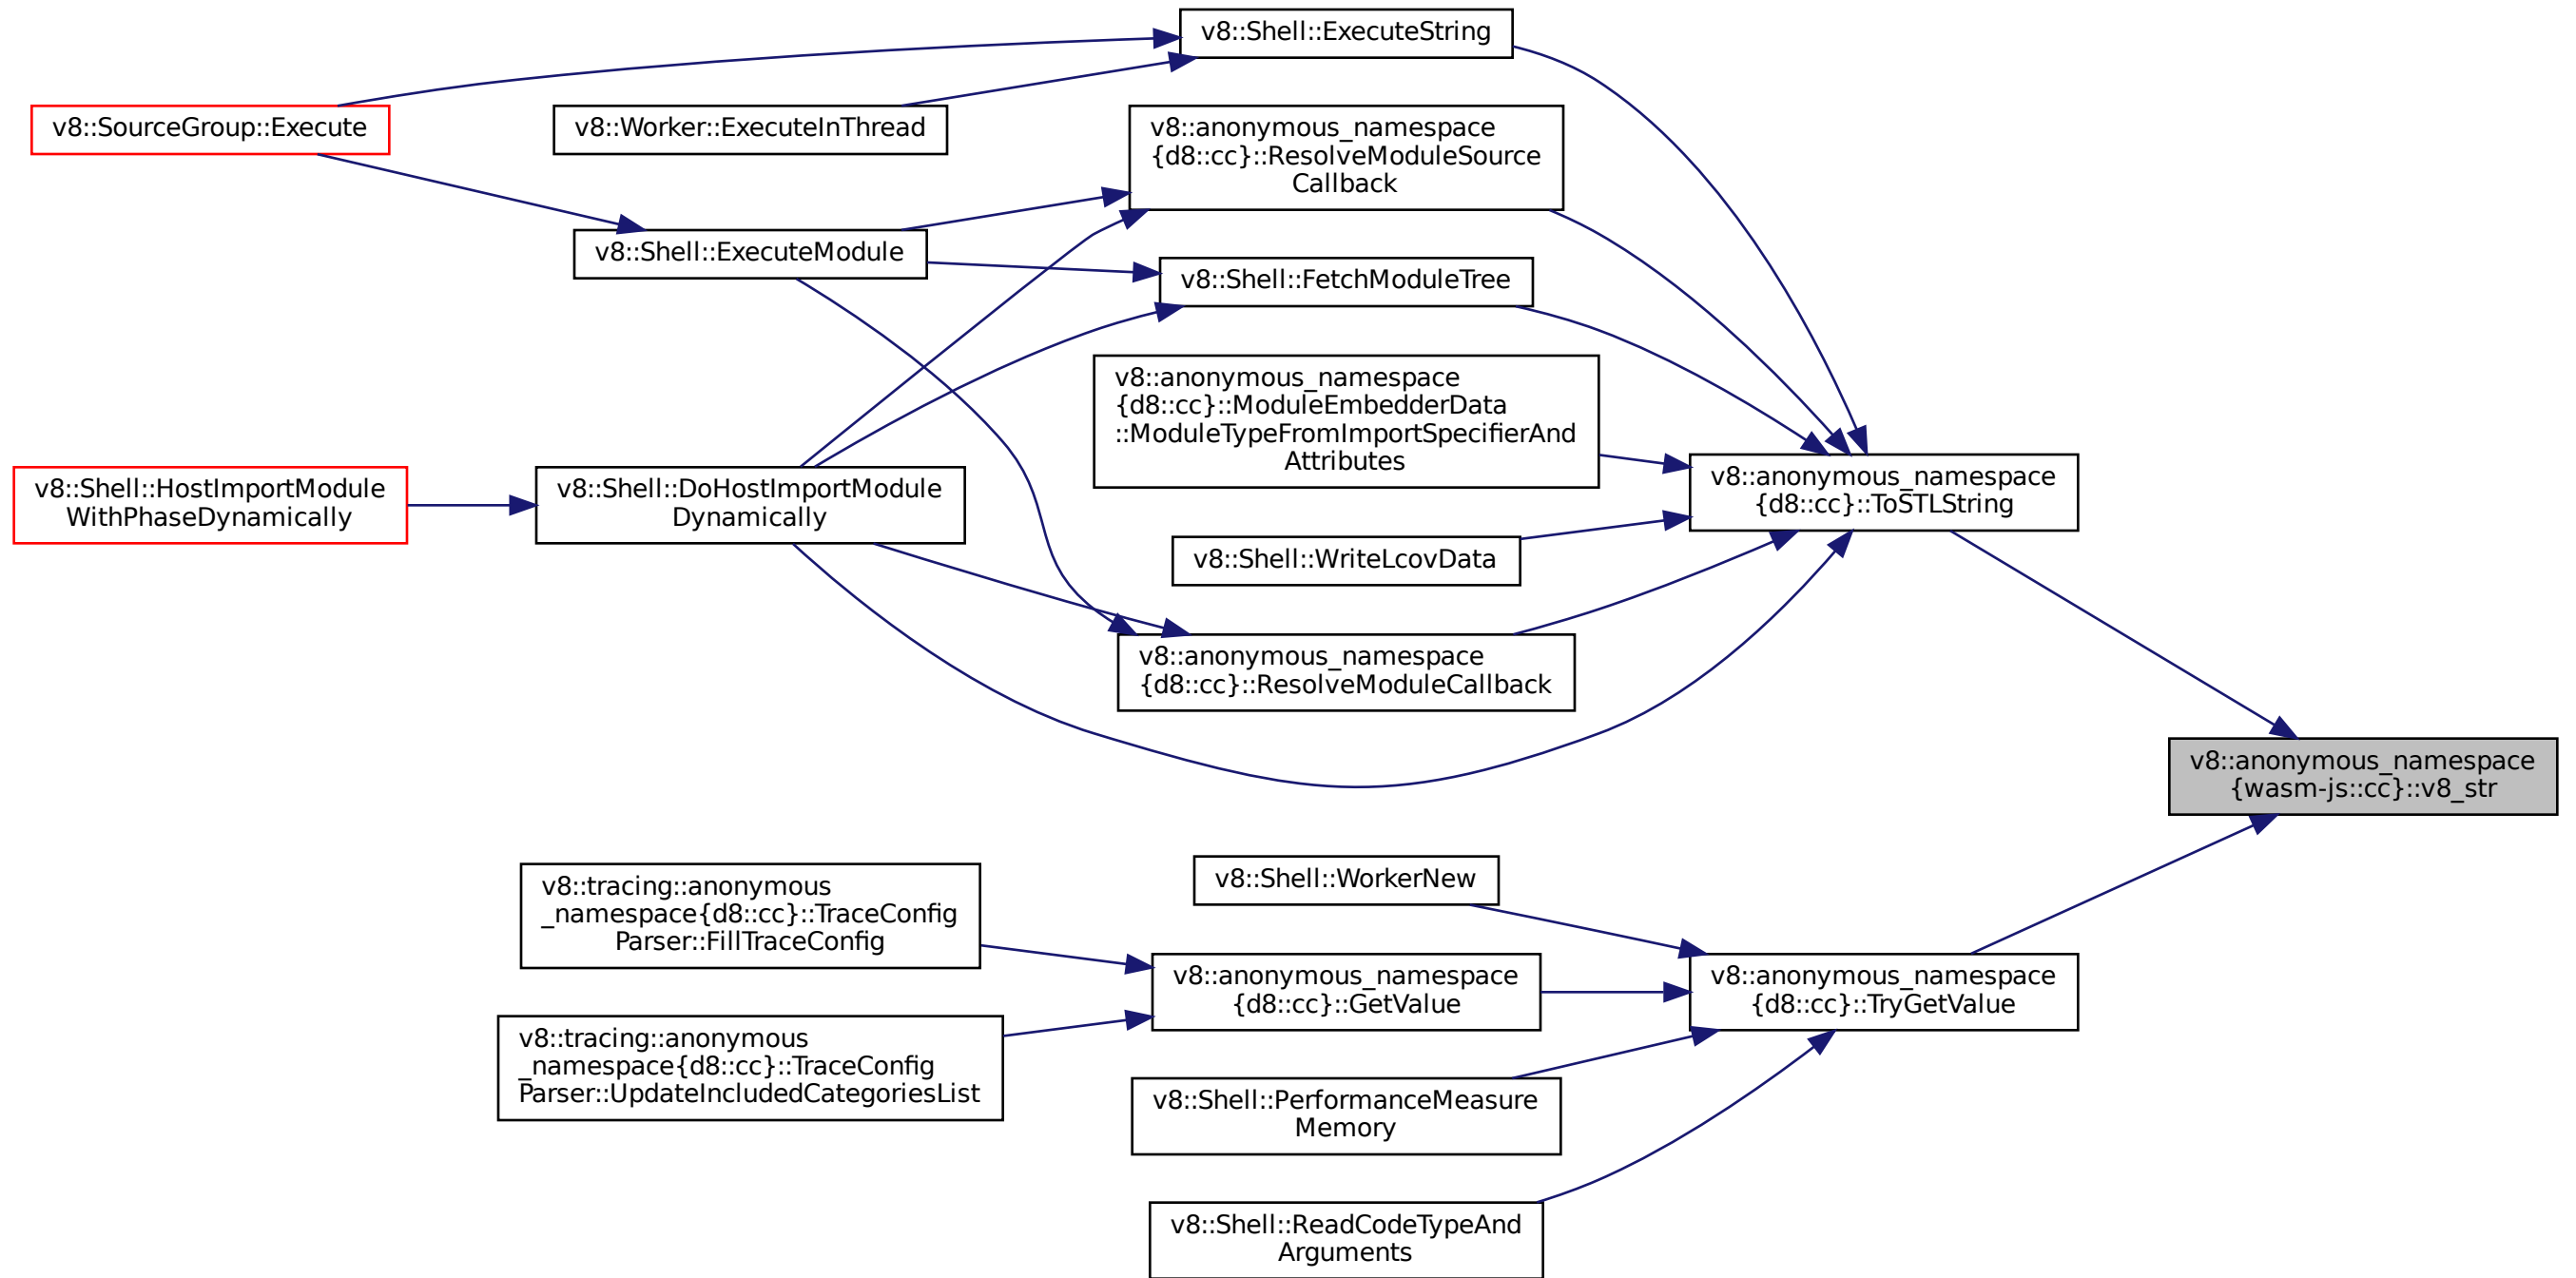 v8::Shell::ExecuteString
v8::SourceGroup::Execute
v8::Worker::ExecuteInThread
v8::anonymous_namespace
{d8::cc}::ResolveModuleSource
Callback
v8::Shell::ExecuteModule
v8::Shell::FetchModuleTree
v8::anonymous_namespace
{d8::cc}::ModuleEmbedderData
::ModuleTypeFromImportSpecifierAnd
Attributes
v8::Shell::HostImportModule
WithPhaseDynamically
v8::Shell::DoHostImportModule
Dynamically
v8::anonymous_namespace
{d8::cc}::ToSTLString
v8::Shell::WriteLcovData
v8::anonymous_namespace
{d8::cc}::ResolveModuleCallback
v8::anonymous_namespace
{wasm-js::cc}::v8_str
v8::Shell::WorkerNew
v8::tracing::anonymous
_namespace{d8::cc}::TraceConfig
Parser::FillTraceConfig
v8::anonymous_namespace
{d8::cc}::GetValue
v8::anonymous_namespace
{d8::cc}::TryGetValue
v8::tracing::anonymous
_namespace{d8::cc}::TraceConfig
Parser::UpdateIncludedCategoriesList
v8::Shell::PerformanceMeasure
Memory
v8::Shell::ReadCodeTypeAnd
Arguments